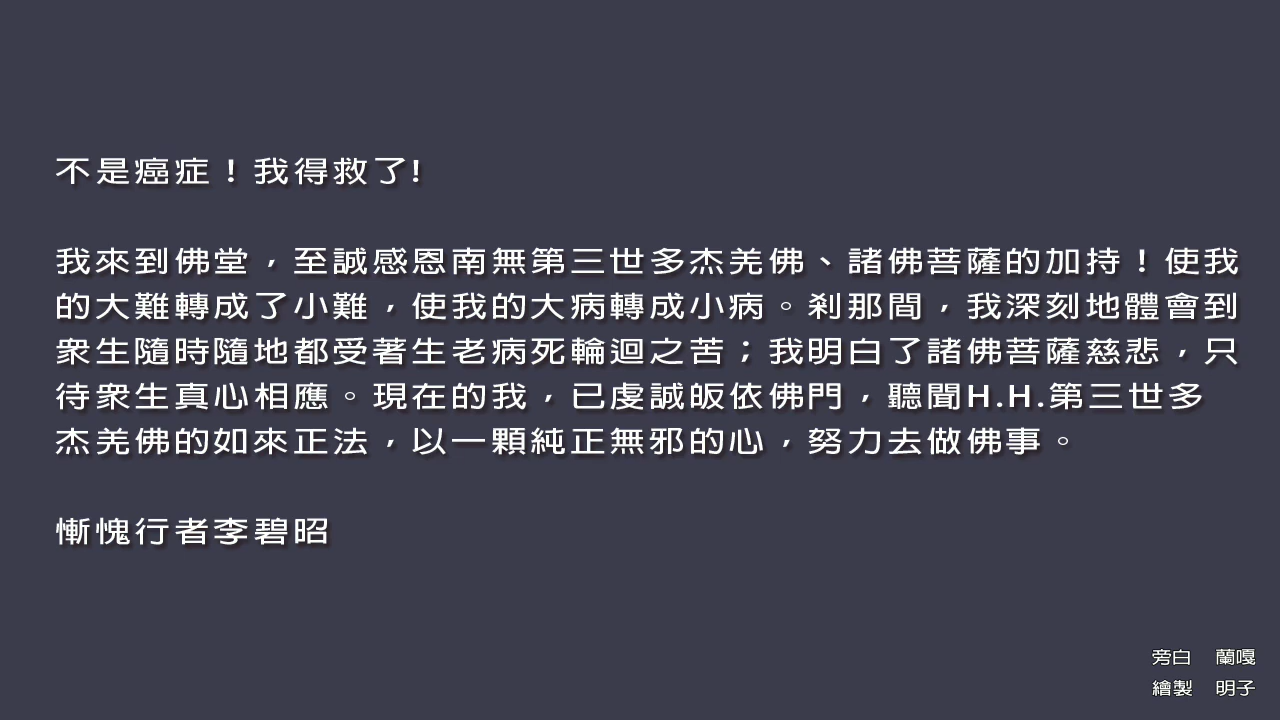 不是癌症！我得救了!
我來到佛堂，至誠感恩南無第三世多杰羌佛、諸佛菩薩的加持！使我
的大難轉成了小難，使我的大病轉成小病。剎那間，我深刻地體會到
眾生隨時隨地都受著生老病死輪迴之苦；我明白了諸佛菩薩慈悲，只
待眾生真心相應。現在的我，已虔誠皈依佛門，聽聞H.H.第三世多
杰羌佛的如來正法，以一顆純正無邪的心，努力去做佛事。
慚愧行者李碧昭
旁白　蘭嘎
繪製　明子